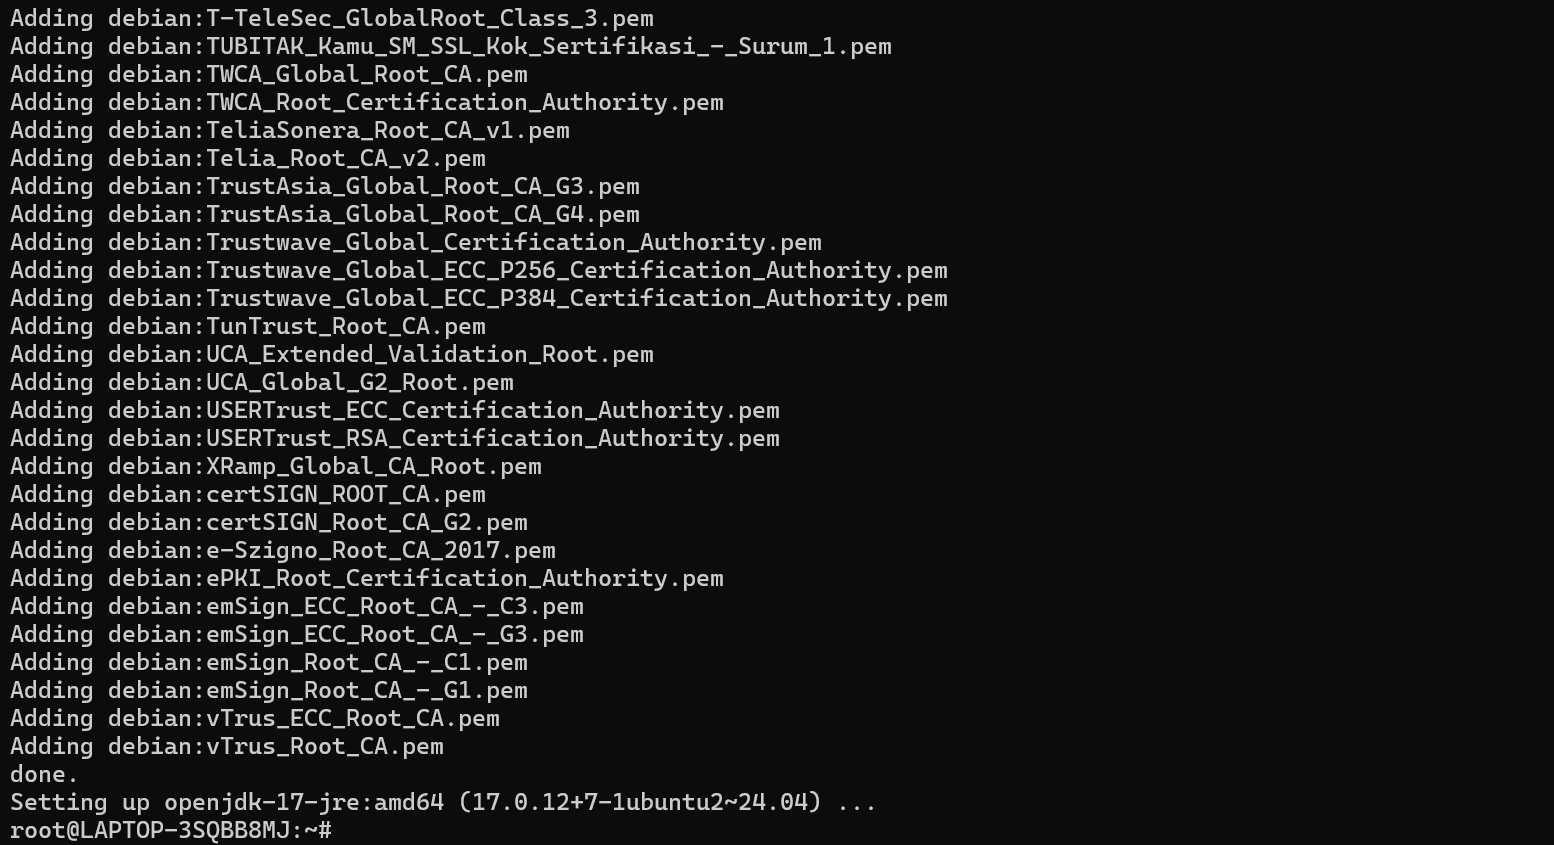 Adding debian:T-TeleSec_GlobalRoot_Class_3.pem
Adding debian:TUBITAK_Kamu_SM_SSL_Kok_Sertifikasi_-_Surum_1.pem
Adding debian:TWCA_Global_Root_CA.pem
Adding debian:TWCA_Root_Certification_Authority.pem
Adding debian:TeliaSonera_Root_CA_v1.pem
Adding debian:Telia_Root_CA_v2.pem
Adding debian:TrustAsia_Global_Root_CA_G3.pem
Adding debian:TrustAsia_Global_Root_CA_G4.pem
Adding debian:Trustwave_Global_Certification_Authority.pem
Adding debian:Trustwave_Global_ECC_P256_Certification_Authority.pem
Adding debian:Trustwave_Global_ECC_P384_Certification_Authority.pem
Adding debian:TunTrust_Root_CA.pem
Adding debian:UCA_Extended_Validation_Root.pem
Adding debian:UCA_Global_G2_Root.pem
Adding debian:USERTrust_ECC_Certification_Authority.pem
Adding debian:USERTrust_RSA_Certification_Authority.pem
Adding debian:XRamp_Global_CA_Root.pem
Adding debian:certSIGN_ROOT_CA.pem
Adding debian:certSIGN_Root_CA_G2.pem
Adding debian:e-Szigno_Root_CA_2017.pem
Adding debian:ePKI_Root_Certification_Authority.pem
Adding debian:emSign_ECC_Root_CA_-_C3.pem
Adding debian:emSign_ECC_Root_CA_-_G3.pem
Adding debian:emSign_Root_CA_-_C1.pem
Adding debian:emSign_Root_CA_-_G1.pem
Adding debian:vTrus_ECC_Root_CA.pem
Adding debian:vTrus_Root_CA.pem
done.
Setting up openjdk-17-jre:amd64 (17.0.12+7-1ubuntu2~24.04) ...
root@LAPTOP-3SQBB8MJ:~#